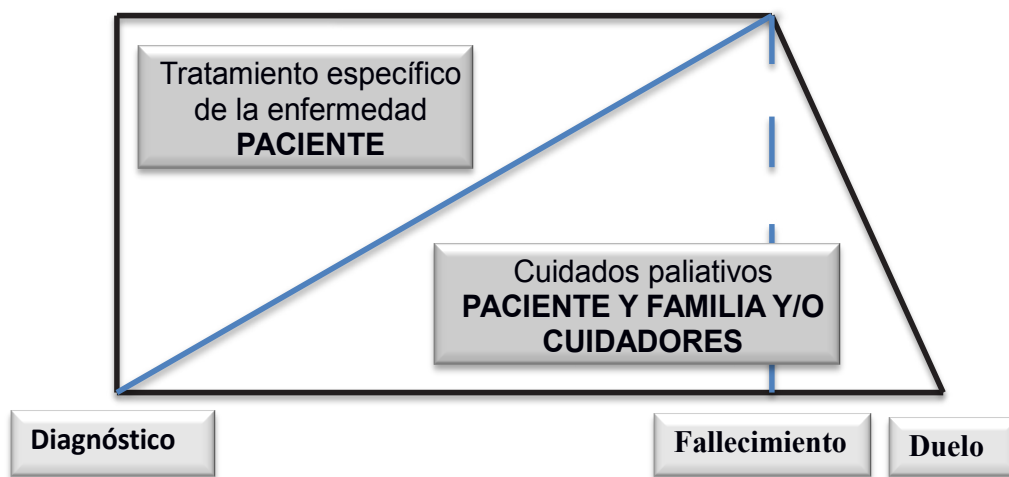 Tratamiento específico
de la enfermedad
PACIENTE
Cuidados paliativos
PACIENTE Y FAMILIA Y/O
CUIDADORES
Diagnóstico
Fallecimiento
Duelo